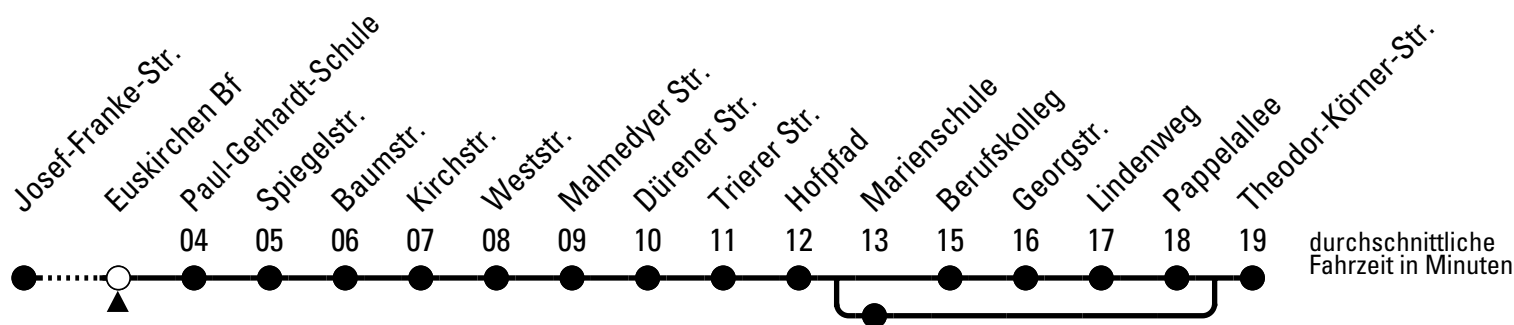 Josef-Franke-Str.
Euskirchen Bf
Paul-Gerhardt-Schule
Spiegelstr.
Baumstr.
Kirchstr.
Weststr.
Malmedyer Str.
Dürener Str.
Trierer Str.
Hofpfad
Marienschule
Berufskolleg
Georgstr.
Lindenweg
Pappelallee
Theodor-Körner-Str.
04 05 06 07 08 09 10 11 12 13 15 16 17 18 19
durchschnittliche
Fahrzeit in Minuten